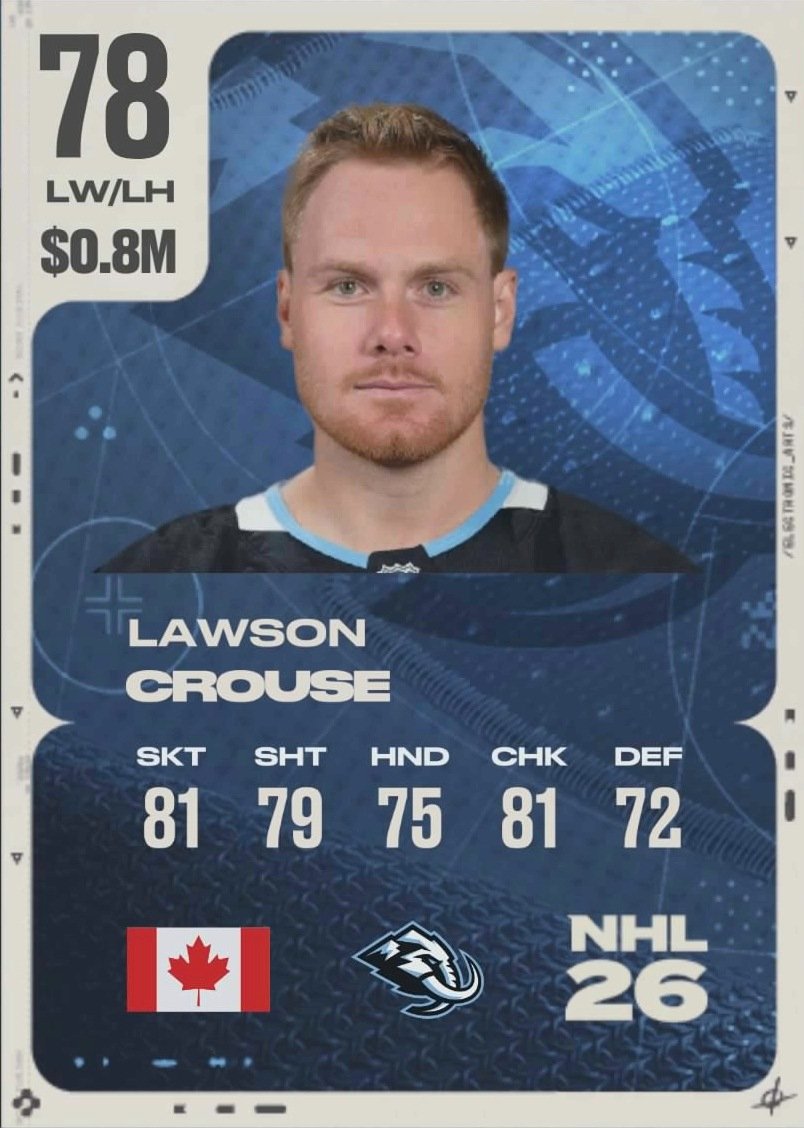 78
LW/LH
$0.8M
LAWSON
CROUSE
SKT SHT HND CHK DEF
81 79 75 81 72
NHL
26